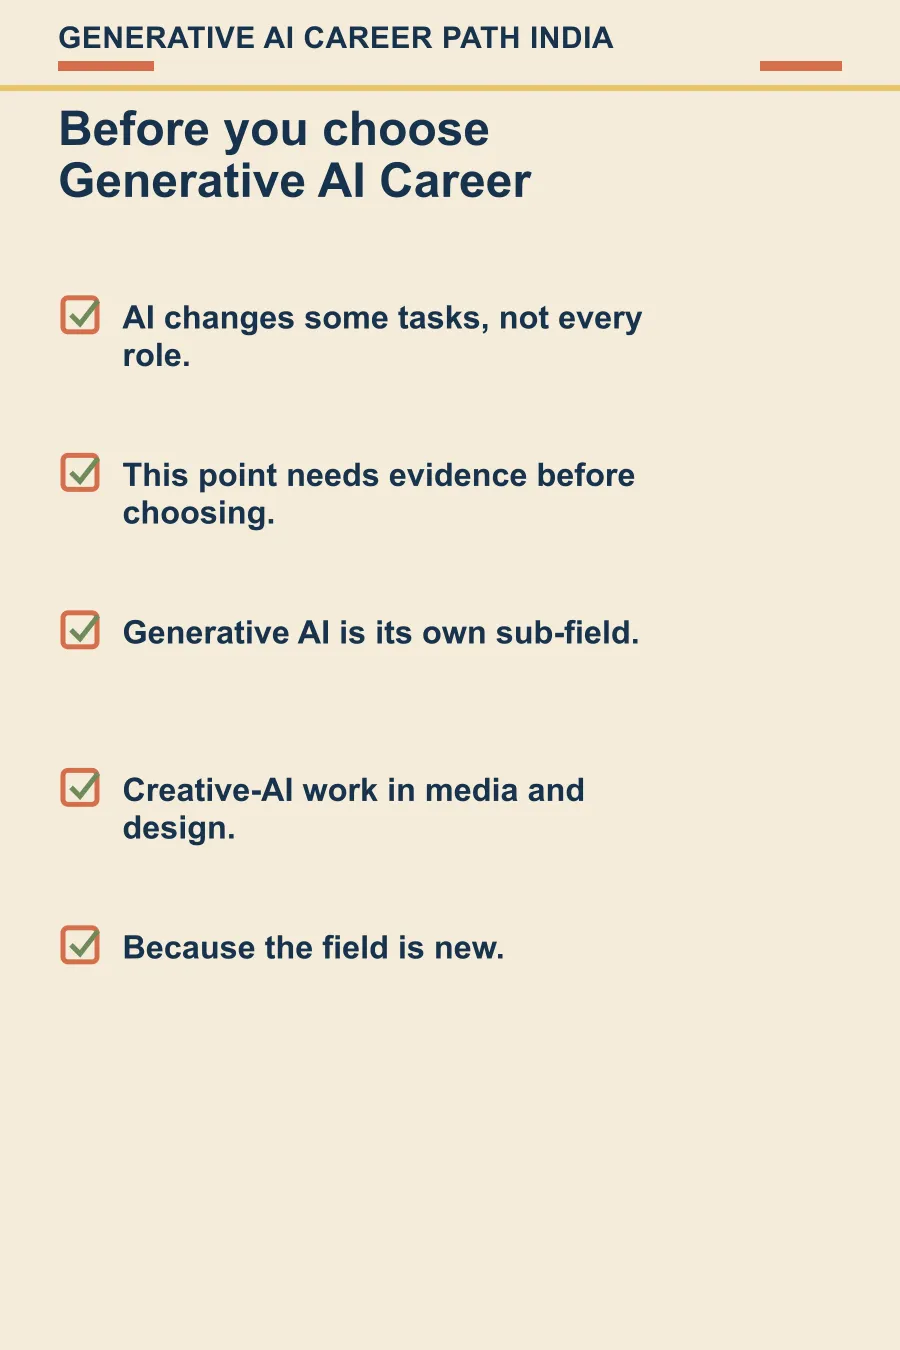 GENERATIVE AI CAREER PATH INDIA
Before you choose
Generative AI Career
AI changes some tasks, not every
role.
This point needs evidence before
choosing.
Generative AI is its own sub-field.
Creative-AI work in media and
design.
Because the field is new.